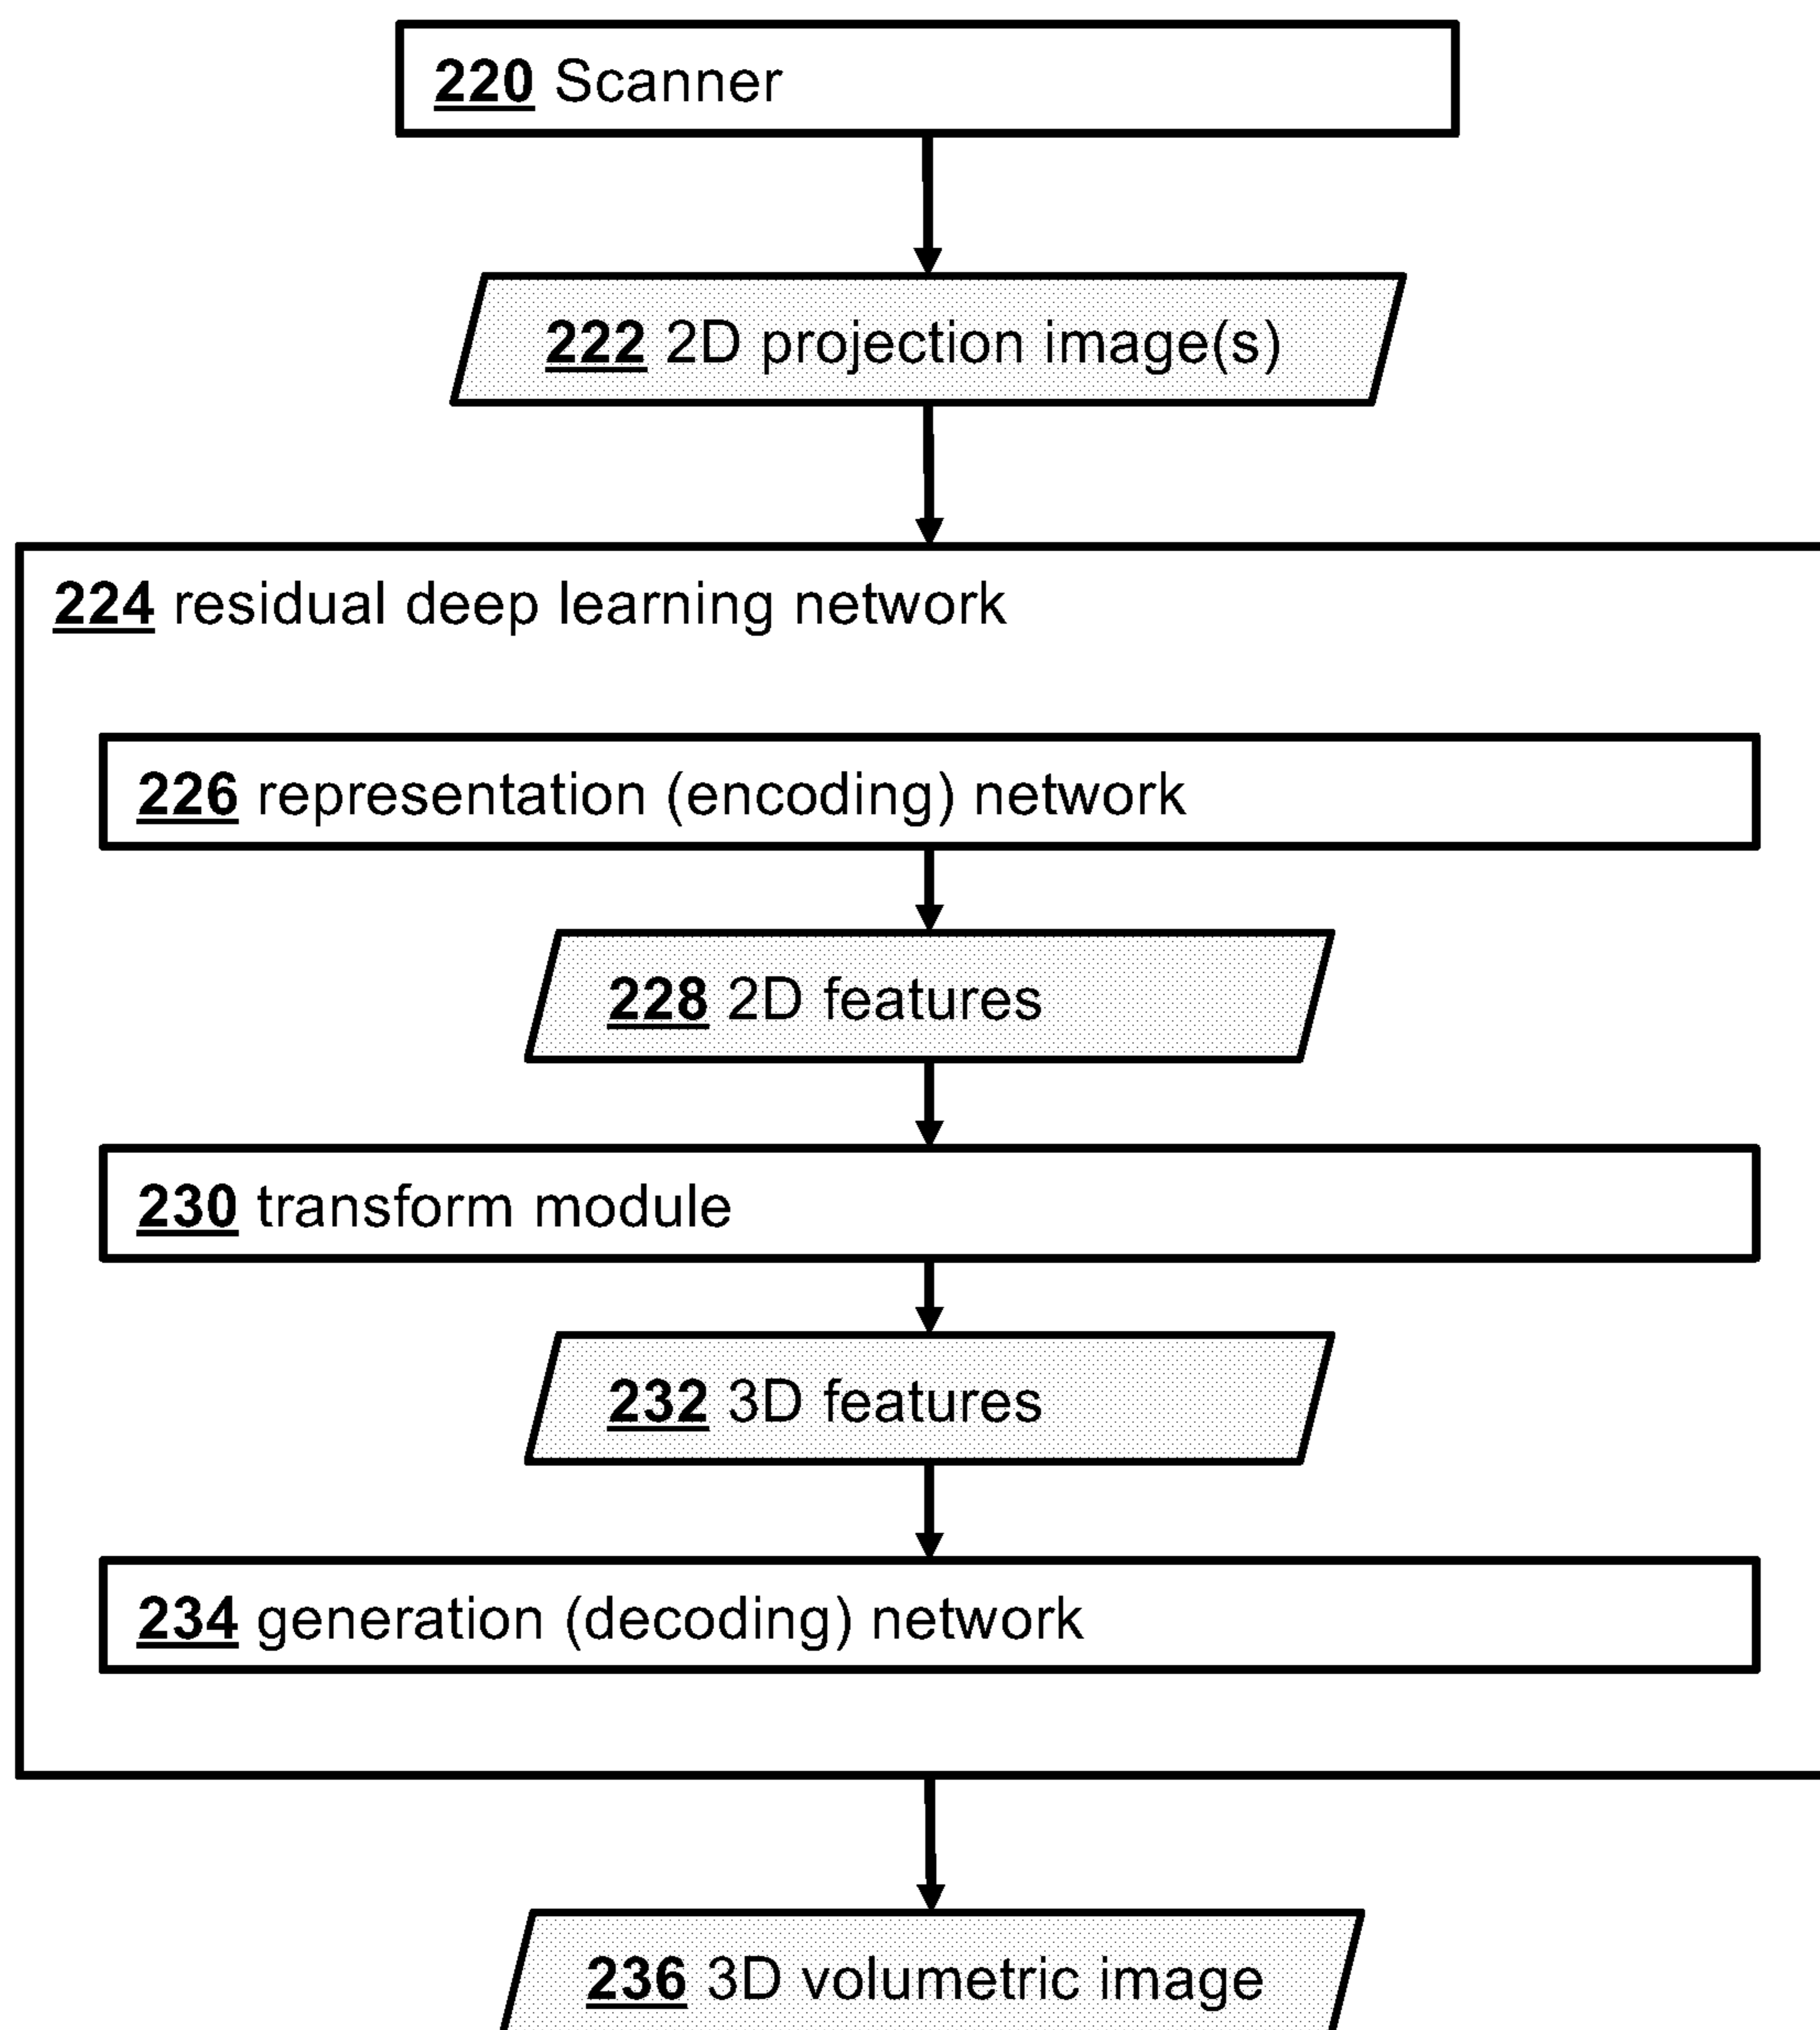 220 Scanner
222 2D projection image(s)
224 residual deep learning network
226 representation (encoding) network
228 2D features
230 transform module
232 3D features
234 generation (decoding) network
236 3D volumetric image